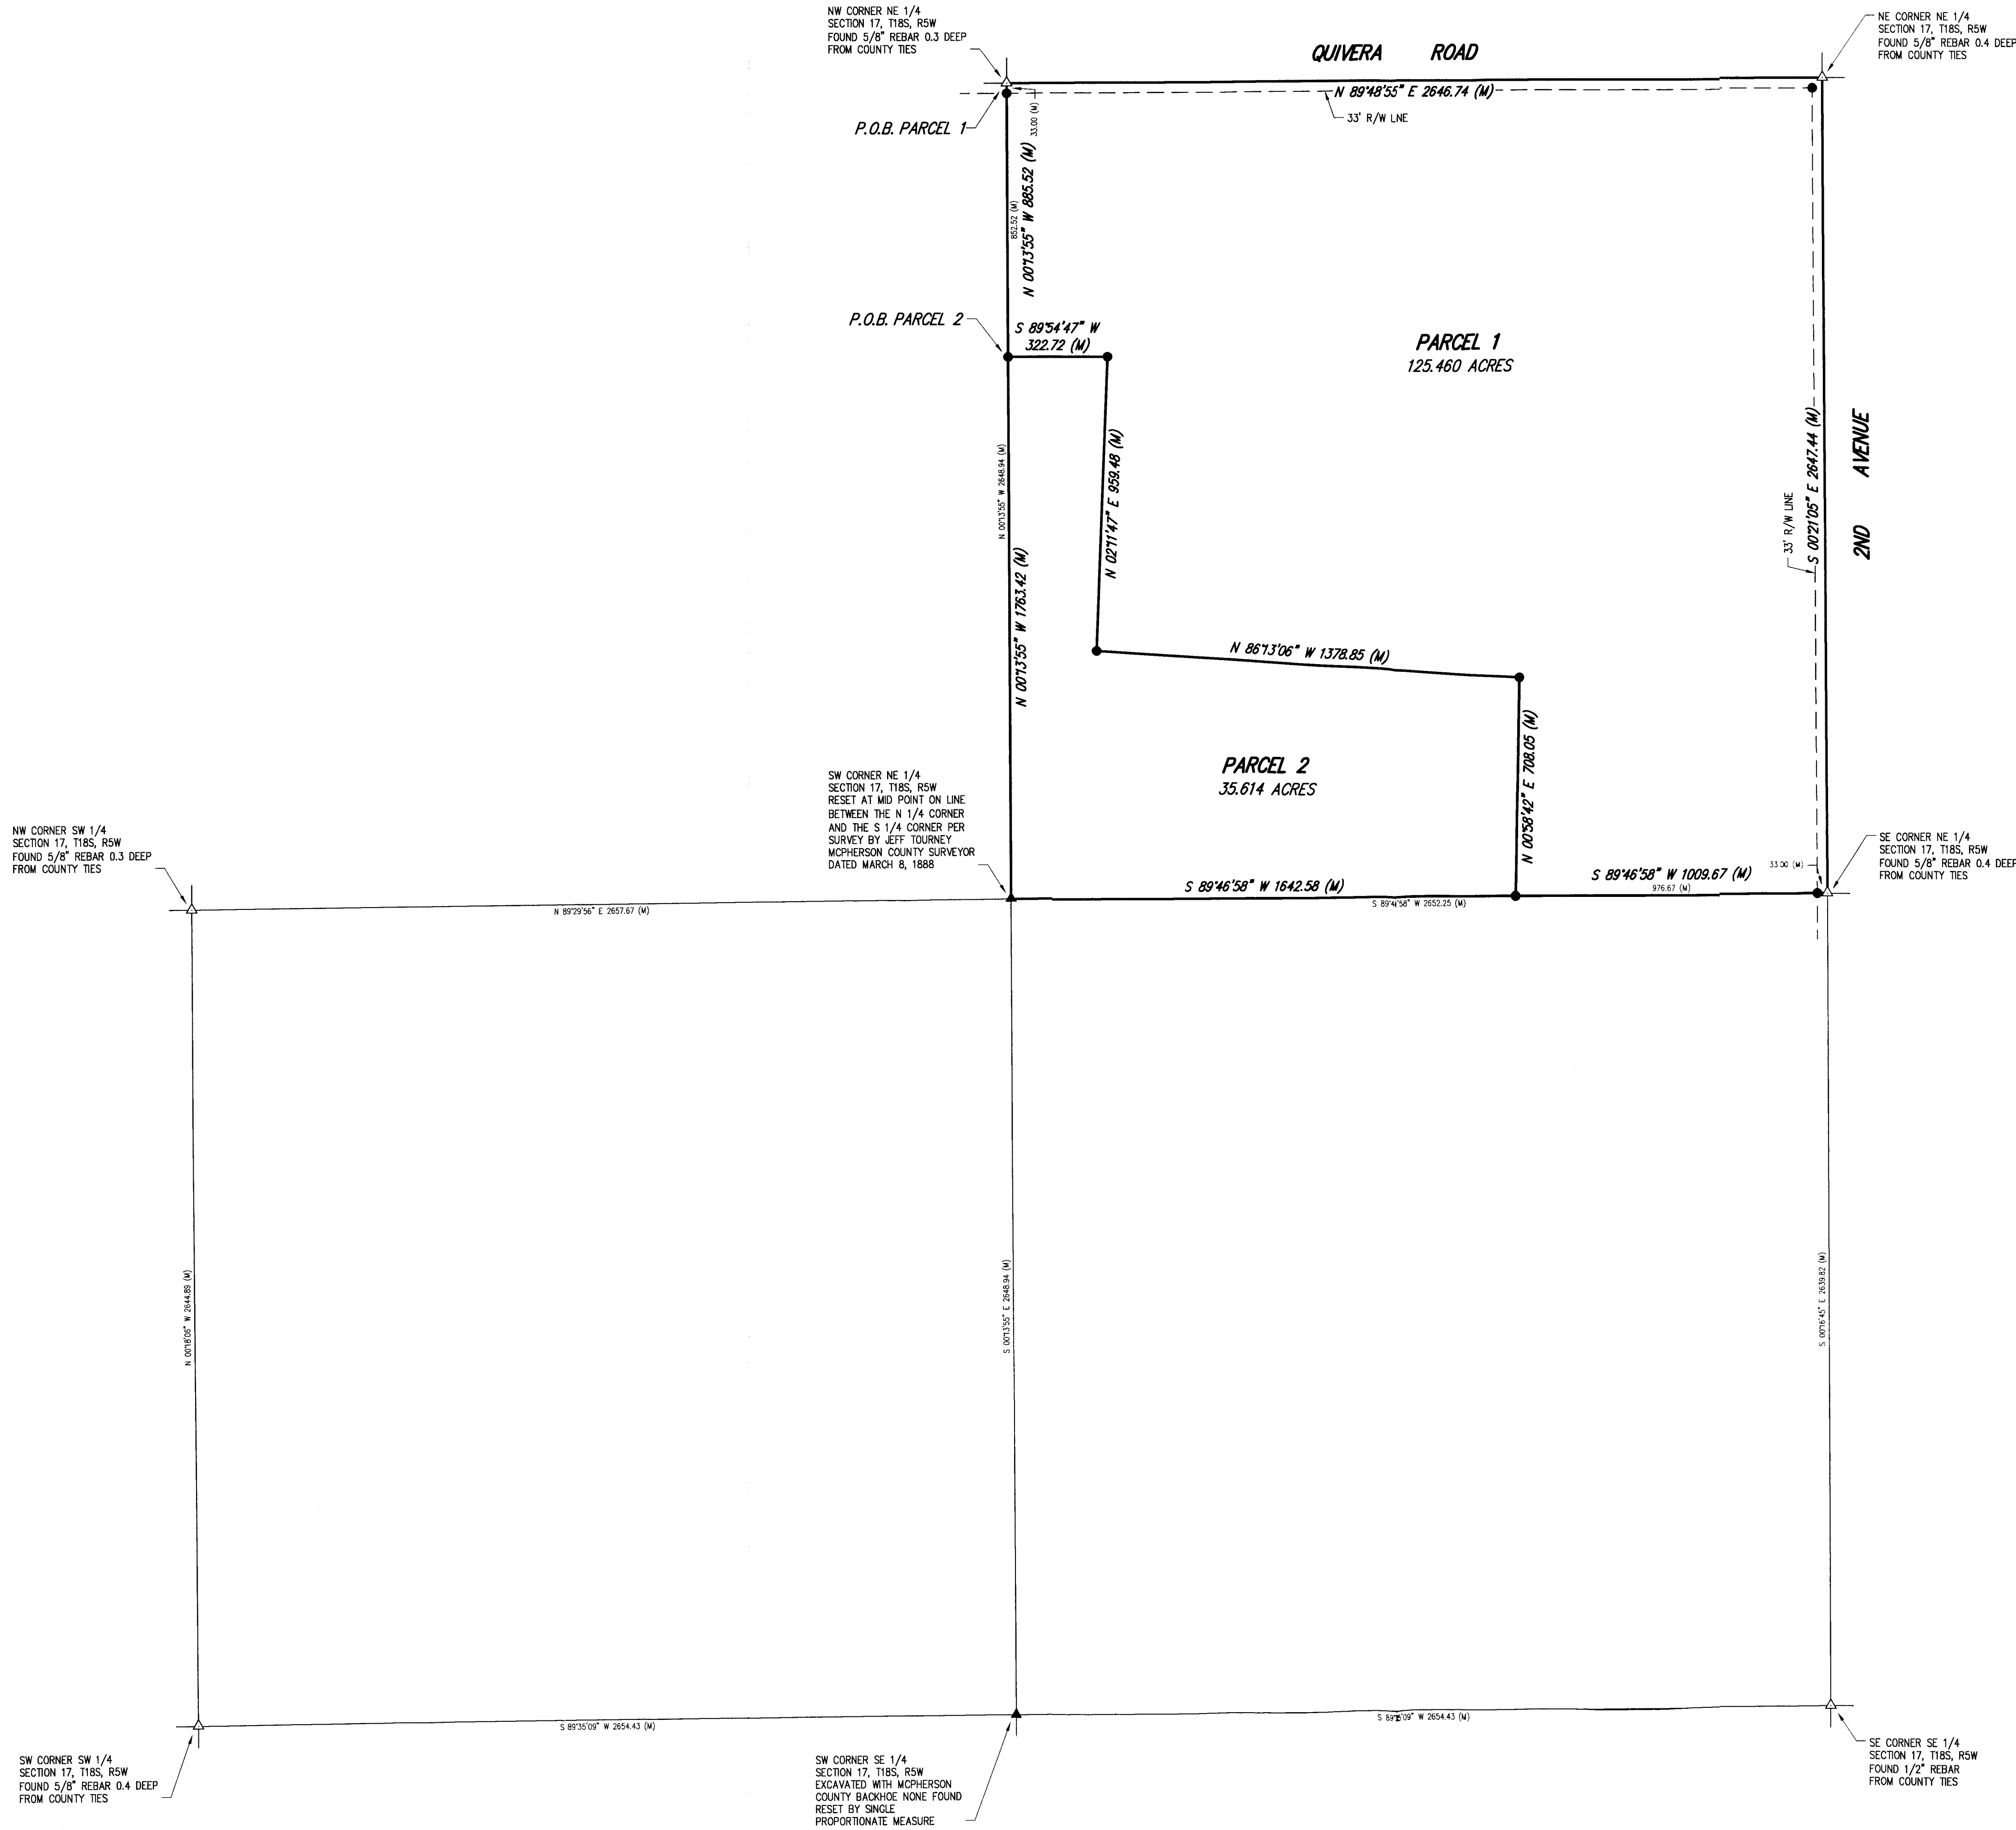 NW CORNER NE 1/4
SECTION 17, T18S, R5W
FOUND 5/8" REBAR 0.3 DEEP
FROM COUNTY TIES
QUIVERA ROAD
NE CORNER NE 1/4
SECTION 17, T18S, R5W
FOUND 5/8" REBAR 0.4 DEEP
FROM COUNTY TIES
N 89°48'55" E 2646.74 (M)
33' R/W LNE
P.O.B. PARCEL 1
33.00 (M)
N 00°13'55" W 885.52 (M)
852.52 (M)
P.O.B. PARCEL 2
S 89°54'47" W
322.72 (M)
PARCEL 1
125.460 ACRES
N 00°13'55" W 2648.94 (M)
N 02°11'47" E 959.48 (M)
2ND AVENUE
S 00°21'05" E 2647.44 (M)
33' R/W LINE
N 00°13'55" W 1763.42 (M)
N 86°13'06" W 1378.85 (M)
PARCEL 2
35.614 ACRES
N 00°58'42" E 708.05 (M)
SW CORNER NE 1/4
SECTION 17, T18S, R5W
RESET AT MID POINT ON LINE
BETWEEN THE N 1/4 CORNER
AND THE S 1/4 CORNER PER
SURVEY BY JEFF TOURNEY
MCPHERSON COUNTY SURVEYOR
DATED MARCH 8, 1888
NW CORNER SW 1/4
SECTION 17, T18S, R5W
FOUND 5/8" REBAR 0.3 DEEP
FROM COUNTY TIES
SE CORNER NE 1/4
SECTION 17, T18S, R5W
FOUND 5/8" REBAR 0.4 DEEP
FROM COUNTY TIES
33.00 (M)
S 89°46'58" W 1642.58 (M)
S 89°46'58" W 1009.67 (M)
976.67 (M)
N 89°29'56" E 2657.67 (M)
W 2652.25 (M)
N 00°18'06" W 2644.89 (M)
S 00°13'55" E 2648.94 (M)
S 00°16'45" E 2639.82 (M)
S 89°35'09" W 2654.43 (M)
W 2654.43 (M)
SW CORNER SW 1/4
SECTION 17, T18S, R5W
FOUND 5/8" REBAR 0.4 DEEP
FROM COUNTY TIES
SW CORNER SE 1/4
SECTION 17, T18S, R5W
EXCAVATED WITH MCPHERSON
COUNTY BACKHOE NONE FOUND
RESET BY SINGLE
PROPORTIONATE MEASURE
SE CORNER SE 1/4
SECTION 17, T18S, R5W
FOUND 1/2" REBAR
FROM COUNTY TIES